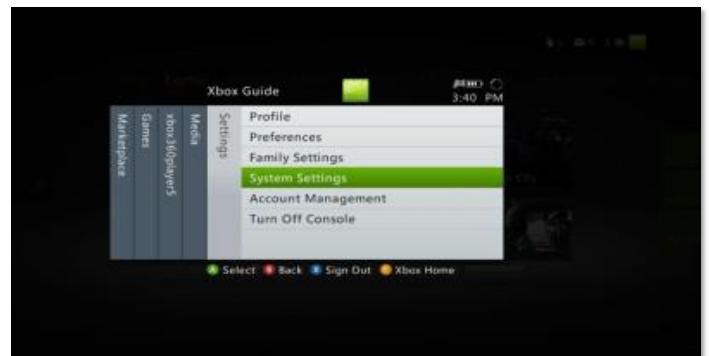 Xbox Guide
3:40 PM
Marketplace
Games
xbox360player5
Media
Settings
Profile
Preferences
Family Settings
System Settings
Account Management
Turn Off Console
A Select B Back X Sign Out Y Xbox Home